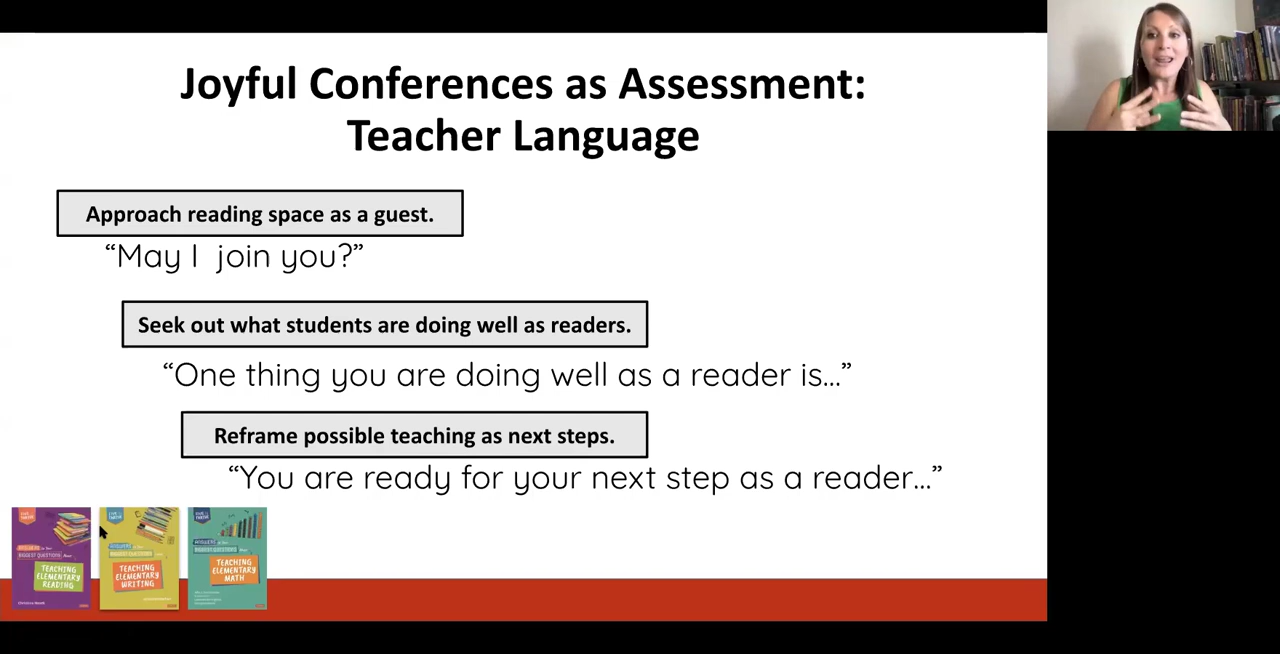 Joyful Conferences as Assessment:
Teacher Language
Approach reading space as a guest.
“May I  join you?”
Seek out what students are doing well as readers.
“One thing you are doing well as a reader is...”
Reframe possible teaching as next steps.
“You are ready for your next step as a reader...”
TEACHING
ELEMENTARY
READING
TEACHING
ELEMENTARY
WRITING
TEACHING
ELEMENTARY
MATH